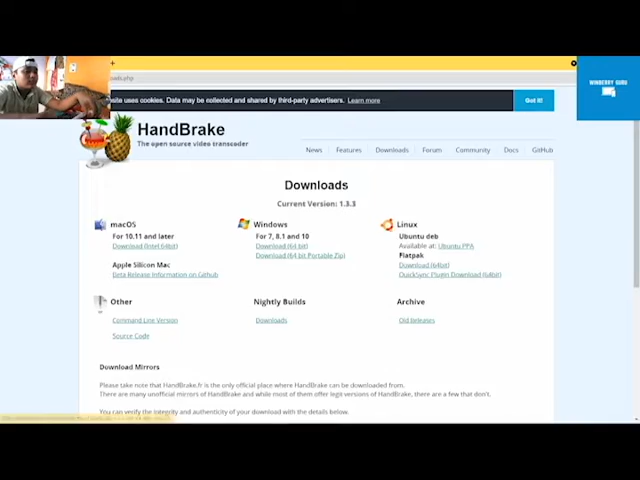 oads.php
site uses cookies. Data may be collected and shared by third-party advertisers. Learn more
Got It!
WINBERRY GURU
HandBrake
The open source video transcoder
News Features Downloads Forum Community Docs GitHub
Downloads
Current Version: 1.3.3
macOS
For 10.11 and later
Download (Intel 64bit)
Apple Silicon Mac
Beta Release Information on Github
Windows
For 7, 8.1 and 10
Download (64 bit)
Download (64 bit Portable Zip)
Linux
Ubuntu deb
Available at: Ubuntu PPA
Flatpak
Download (64bit)
QuickSync Plugin Download (64bit)
Other
Command Line Version
Source Code
Nightly Builds
Downloads
Archive
Old Releases
Download Mirrors
Please take note that HandBrake.fr is the only official place where HandBrake can be downloaded from.
There are many unofficial mirrors of HandBrake and while most of them offer legit versions of HandBrake, there are a few that don't.
You can verify the integrity and authenticity of your download with the details below.